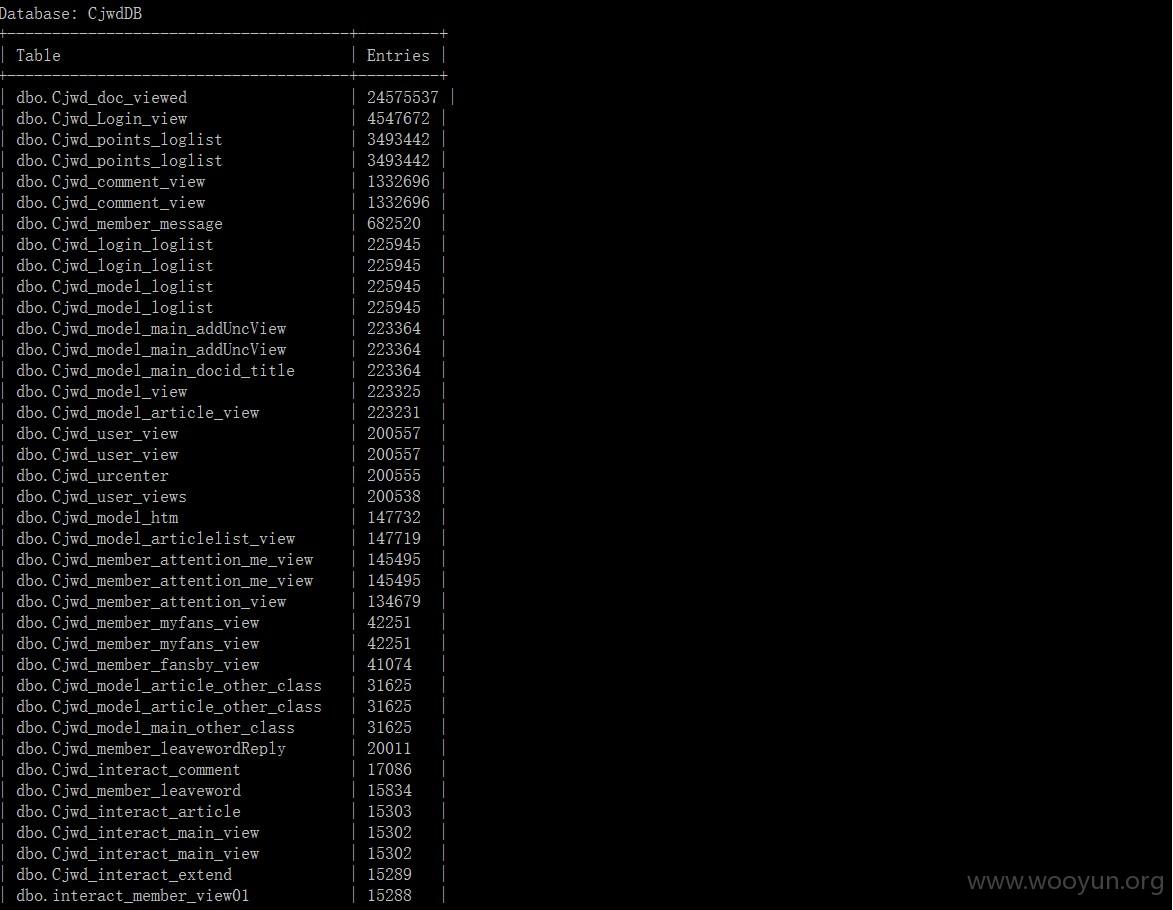 Database: CjwdDB
+--------------------------------------+---------+
| Table | Entries |
+--------------------------------------+---------+
| dbo.Cjwd_doc_viewed | 24575537 |
| dbo.Cjwd_Login_view | 4547672 |
| dbo.Cjwd_points_loglist | 3493442 |
| dbo.Cjwd_points_loglist | 3493442 |
| dbo.Cjwd_comment_view | 1332696 |
| dbo.Cjwd_comment_view | 1332696 |
| dbo.Cjwd_member_message | 682520 |
| dbo.Cjwd_login_loglist | 225945 |
| dbo.Cjwd_login_loglist | 225945 |
| dbo.Cjwd_model_loglist | 225945 |
| dbo.Cjwd_model_loglist | 225945 |
| dbo.Cjwd_model_main_addUncView | 223364 |
| dbo.Cjwd_model_main_addUncView | 223364 |
| dbo.Cjwd_model_main_docid_title | 223364 |
| dbo.Cjwd_model_view | 223325 |
| dbo.Cjwd_model_article_view | 223231 |
| dbo.Cjwd_user_view | 200557 |
| dbo.Cjwd_user_view | 200557 |
| dbo.Cjwd_urcenter | 200555 |
| dbo.Cjwd_user_views | 200538 |
| dbo.Cjwd_model_htm | 147732 |
| dbo.Cjwd_model_articlelist_view | 147719 |
| dbo.Cjwd_member_attention_me_view | 145495 |
| dbo.Cjwd_member_attention_me_view | 145495 |
| dbo.Cjwd_member_attention_view | 134679 |
| dbo.Cjwd_member_myfans_view | 42251 |
| dbo.Cjwd_member_myfans_view | 42251 |
| dbo.Cjwd_member_fansby_view | 41074 |
| dbo.Cjwd_model_article_other_class | 31625 |
| dbo.Cjwd_model_article_other_class | 31625 |
| dbo.Cjwd_model_main_other_class | 31625 |
| dbo.Cjwd_member_leavewordReply | 20011 |
| dbo.Cjwd_interact_comment | 17086 |
| dbo.Cjwd_member_leaveword | 15834 |
| dbo.Cjwd_interact_article | 15303 |
| dbo.Cjwd_interact_main_view | 15302 |
| dbo.Cjwd_interact_main_view | 15302 |
| dbo.Cjwd_interact_extend | 15289 |
| dbo.interact_member_view01 | 15288 |
www.wooyun.org